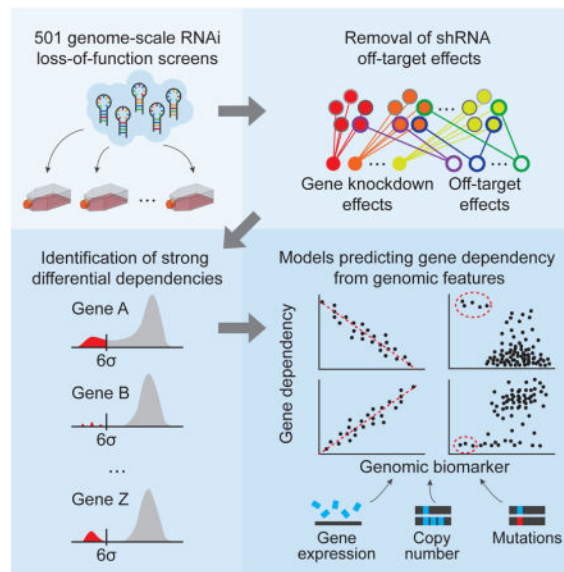 501 genome-scale RNAi
loss-of-function screens
...
Removal of shRNA
off-target effects
...
... ...
Gene knockdown
effects
Off-target
effects
Identification of strong
differential dependencies
Gene A
6σ
Gene B
6σ
...
Gene Z
6σ
Models predicting gene dependency
from genomic features
Gene dependency
Genomic biomarker
Gene
expression
Copy
number
Mutations